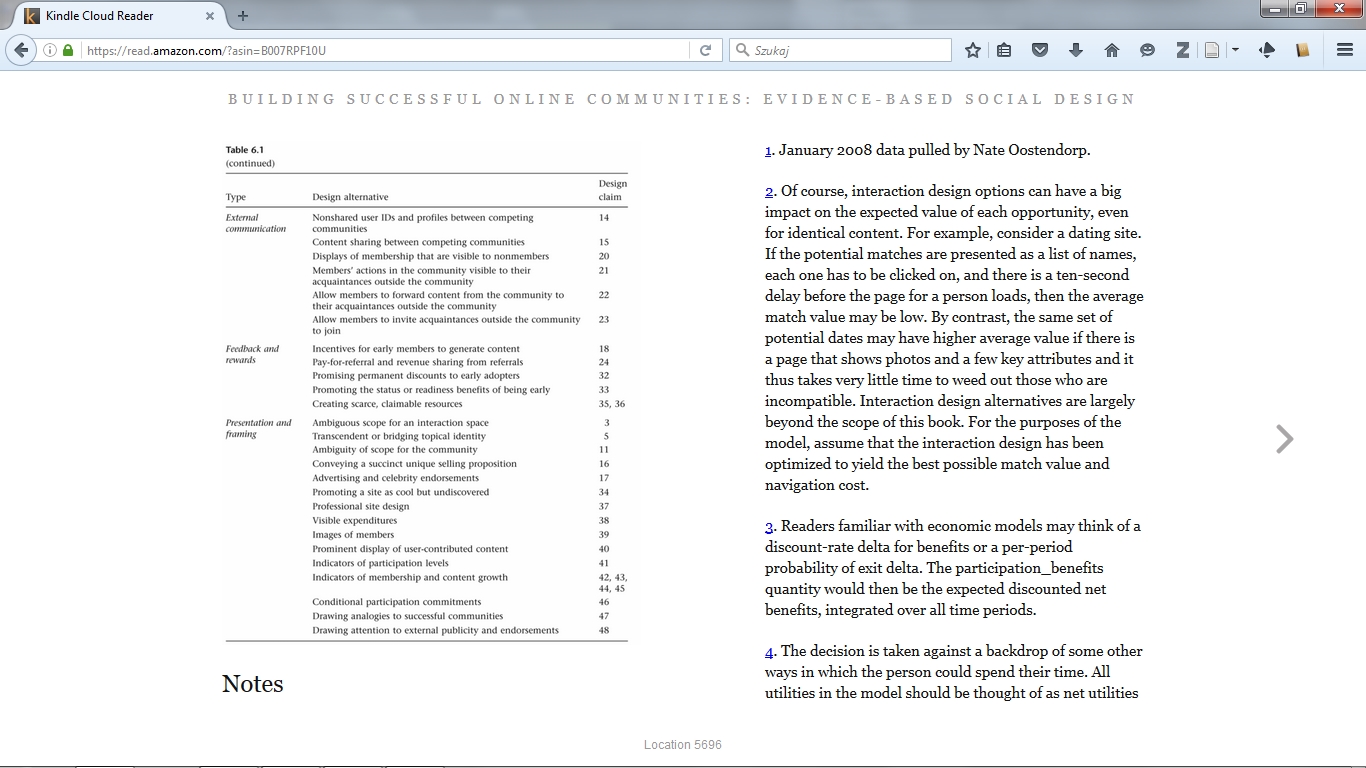 Kindle Cloud Reader
https://read.amazon.com/?asin=B007RPF10U
Szukaj
BUILDING SUCCESSFUL ONLINE COMMUNITIES: EVIDENCE-BASED SOCIAL DESIGN
Table 6.1
(continued)
Type Design alternative Design claim
External communication
Nonshared user IDs and profiles between competing communities 14
Content sharing between competing communities 15
Displays of membership that are visible to nonmembers 20
Members' actions in the community visible to their acquaintances outside the community 21
Allow members to forward content from the community to their acquaintances outside the community 22
Allow members to invite acquaintances outside the community to join 23
Feedback and rewards
Incentives for early members to generate content 18
Pay-for-referral and revenue sharing from referrals 24
Promising permanent discounts to early adopters 32
Promoting the status or readiness benefits of being early 33
Creating scarce, claimable resources 35, 36
Presentation and framing
Ambiguous scope for an interaction space 3
Transcendent or bridging topical identity 5
Ambiguity of scope for the community 11
Conveying a succinct unique selling proposition 16
Advertising and celebrity endorsements 17
Promoting a site as cool but undiscovered 34
Professional site design 37
Visible expenditures 38
Images of members 39
Prominent display of user-contributed content 40
Indicators of participation levels 41
Indicators of membership and content growth 42, 43, 44, 45
Conditional participation commitments 46
Drawing analogies to successful communities 47
Drawing attention to external publicity and endorsements 48
Notes
1. January 2008 data pulled by Nate Oostendorp.
2. Of course, interaction design options can have a big
impact on the expected value of each opportunity, even
for identical content. For example, consider a dating site.
If the potential matches are presented as a list of names,
each one has to be clicked on, and there is a ten-second
delay before the page for a person loads, then the average
match value may be low. By contrast, the same set of
potential dates may have higher average value if there is
a page that shows photos and a few key attributes and it
thus takes very little time to weed out those who are
incompatible. Interaction design alternatives are largely
beyond the scope of this book. For the purposes of the
model, assume that the interaction design has been
optimized to yield the best possible match value and
navigation cost.
3. Readers familiar with economic models may think of a
discount-rate delta for benefits or a per-period
probability of exit delta. The participation_benefits
quantity would then be the expected discounted net
benefits, integrated over all time periods.
4. The decision is taken against a backdrop of some other
ways in which the person could spend their time. All
utilities in the model should be thought of as net utilities
Location 5696